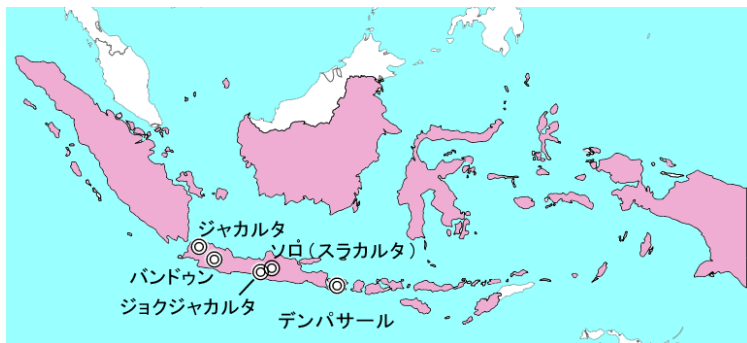 ジャカルタ
ソロ（スラカルタ）
バンドゥン
ジョクジャカルタ
デンパサール